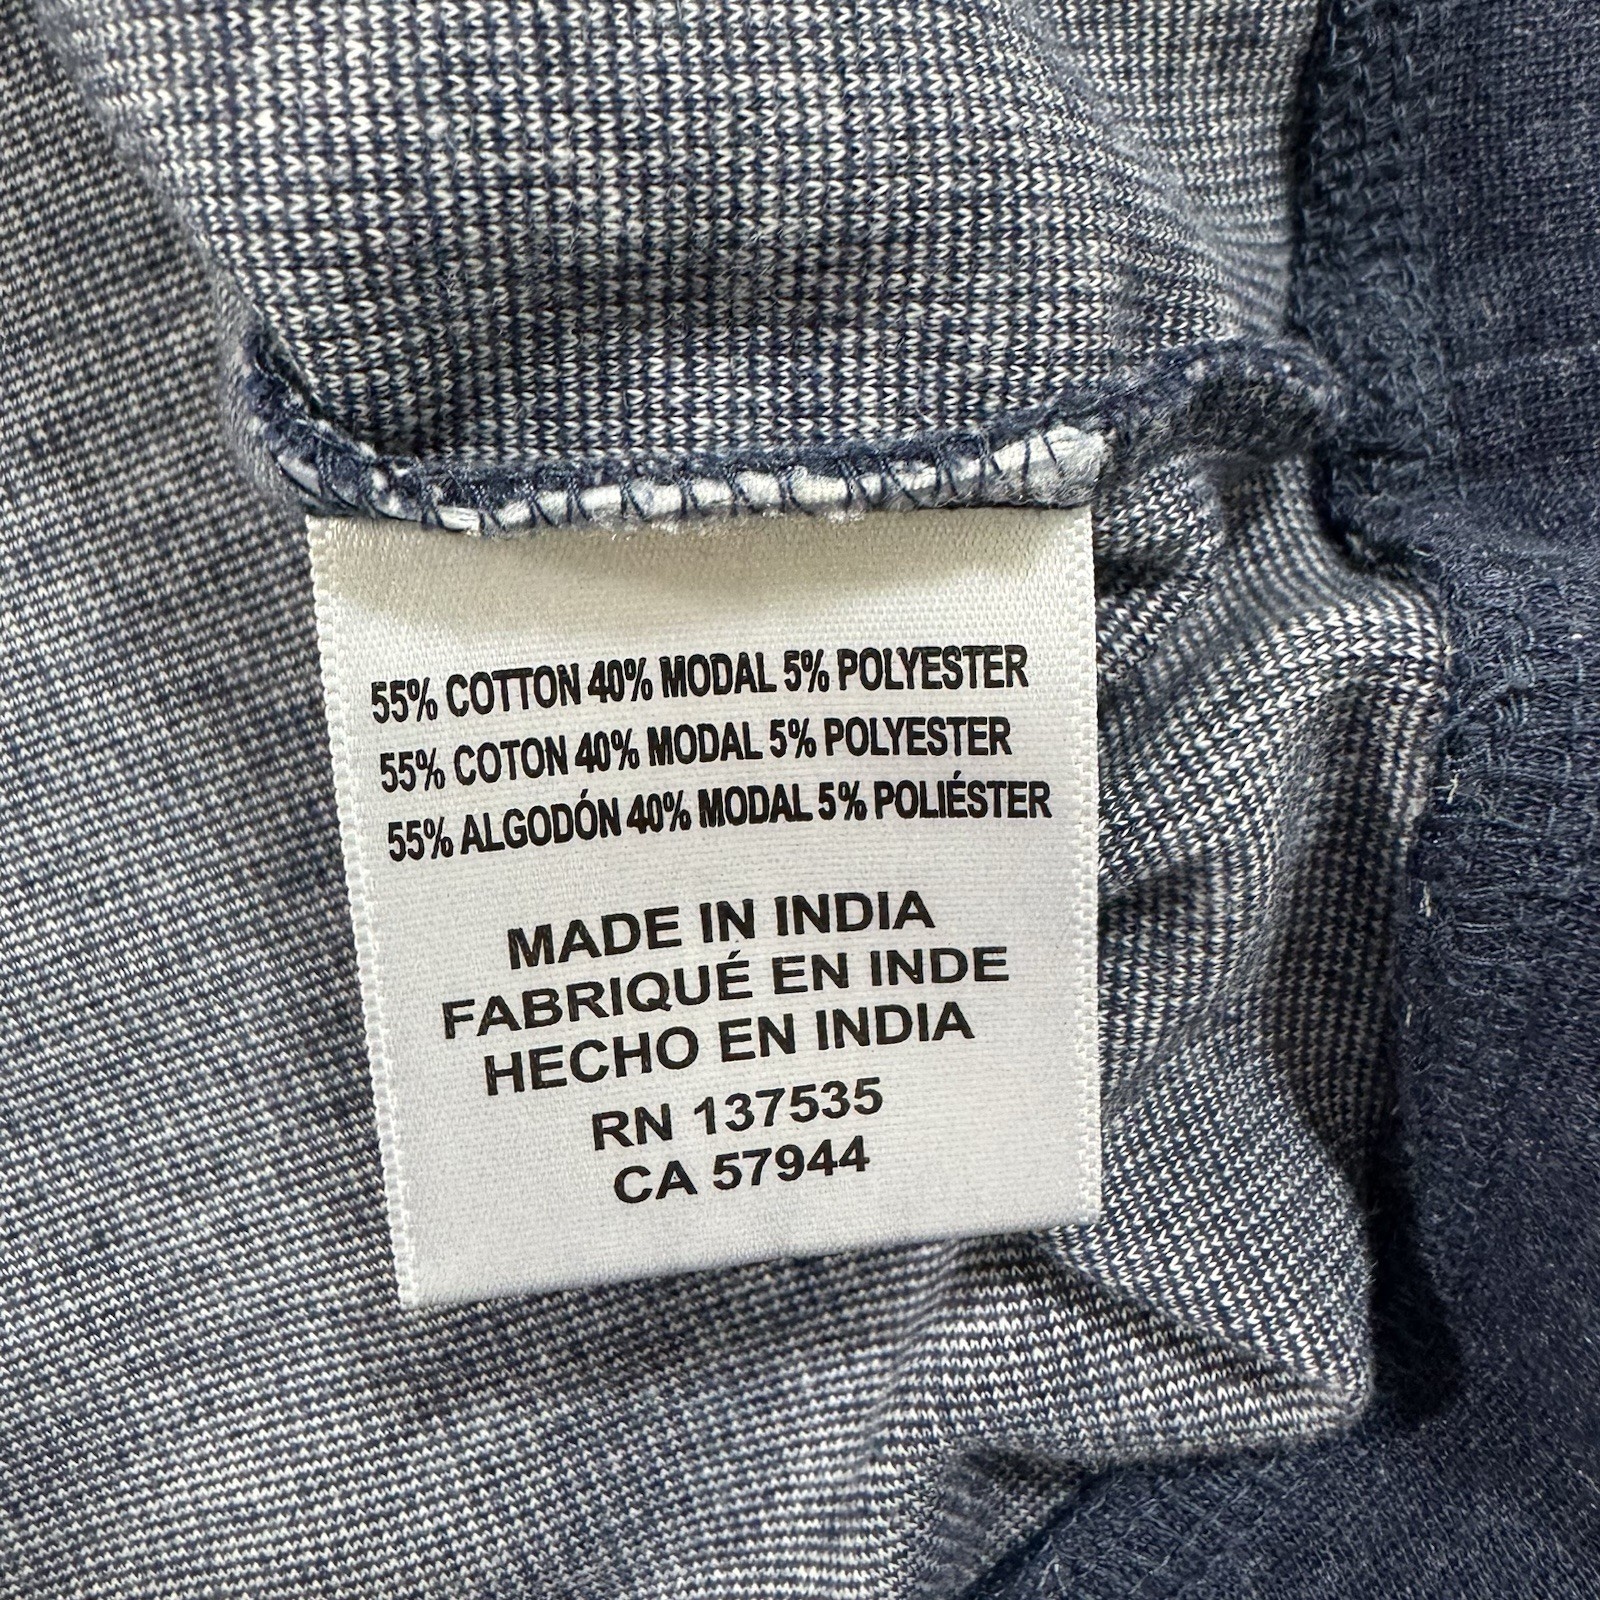 55% COTTON 40% MODAL 5% POLYESTER
55% COTON 40% MODAL 5% POLYESTER
55% ALGODÓN 40% MODAL 5% POLIÉSTER
MADE IN INDIA
FABRIQUÉ EN INDE
HECHO EN INDIA
RN 137535
CA 57944